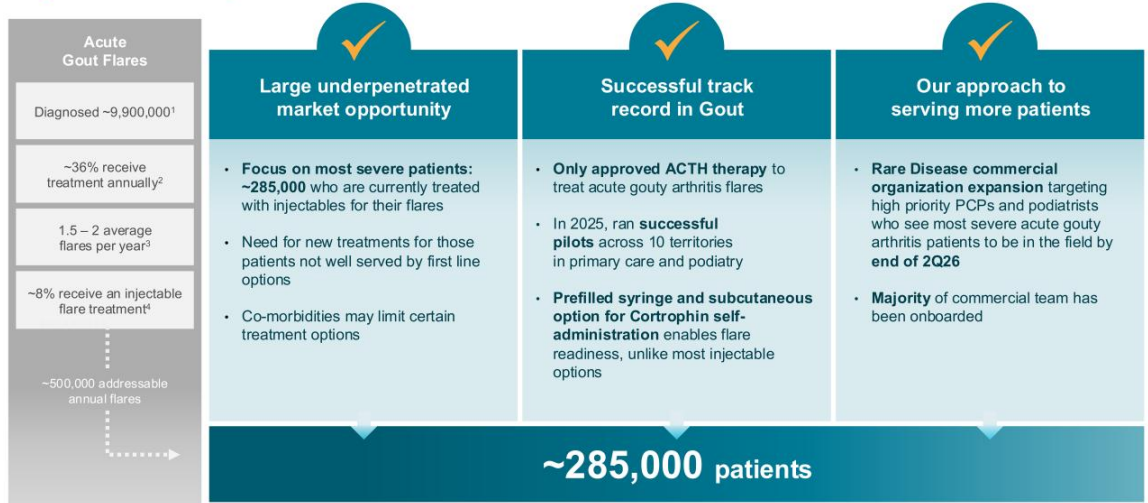 Acute
Gout Flares
Diagnosed ~9,900,000¹
~36% receive
treatment annually²
1.5 – 2 average
flares per year³
~8% receive an injectable
flare treatment⁴
~500,000 addressable
annual flares
Large underpenetrated
market opportunity
• Focus on most severe patients:
~285,000 who are currently treated
with injectables for their flares
• Need for new treatments for those
patients not well served by first line
options
• Co-morbidities may limit certain
treatment options
Successful track
record in Gout
• Only approved ACTH therapy to
treat acute gouty arthritis flares
• In 2025, ran successful
pilots across 10 territories
in primary care and podiatry
• Prefilled syringe and subcutaneous
option for Cortrophin self-
administration enables flare
readiness, unlike most injectable
options
Our approach to
serving more patients
• Rare Disease commercial
organization expansion targeting
high priority PCPs and podiatrists
who see most severe acute gouty
arthritis patients to be in the field by
end of 2Q26
• Majority of commercial team has
been onboarded
~285,000 patients